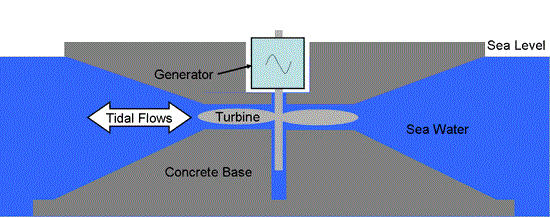 Sea Level
Generator
Turbine
Tidal Flows
Sea Water
Concrete Base